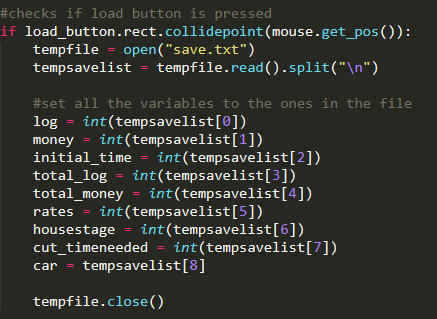 #checks if load button is pressed
if load_button.rect.collidepoint(mouse.get_pos()):
    tempfile = open("save.txt")
    tempsavelist = tempfile.read().split("\n")

    #set all the variables to the ones in the file
    log = int(tempsavelist[0])
    money = int(tempsavelist[1])
    initial_time = int(tempsavelist[2])
    total_log = int(tempsavelist[3])
    total_money = int(tempsavelist[4])
    rates = int(tempsavelist[5])
    housestage = int(tempsavelist[6])
    cut_timeneeded = int(tempsavelist[7])
    car = tempsavelist[8]

    tempfile.close()